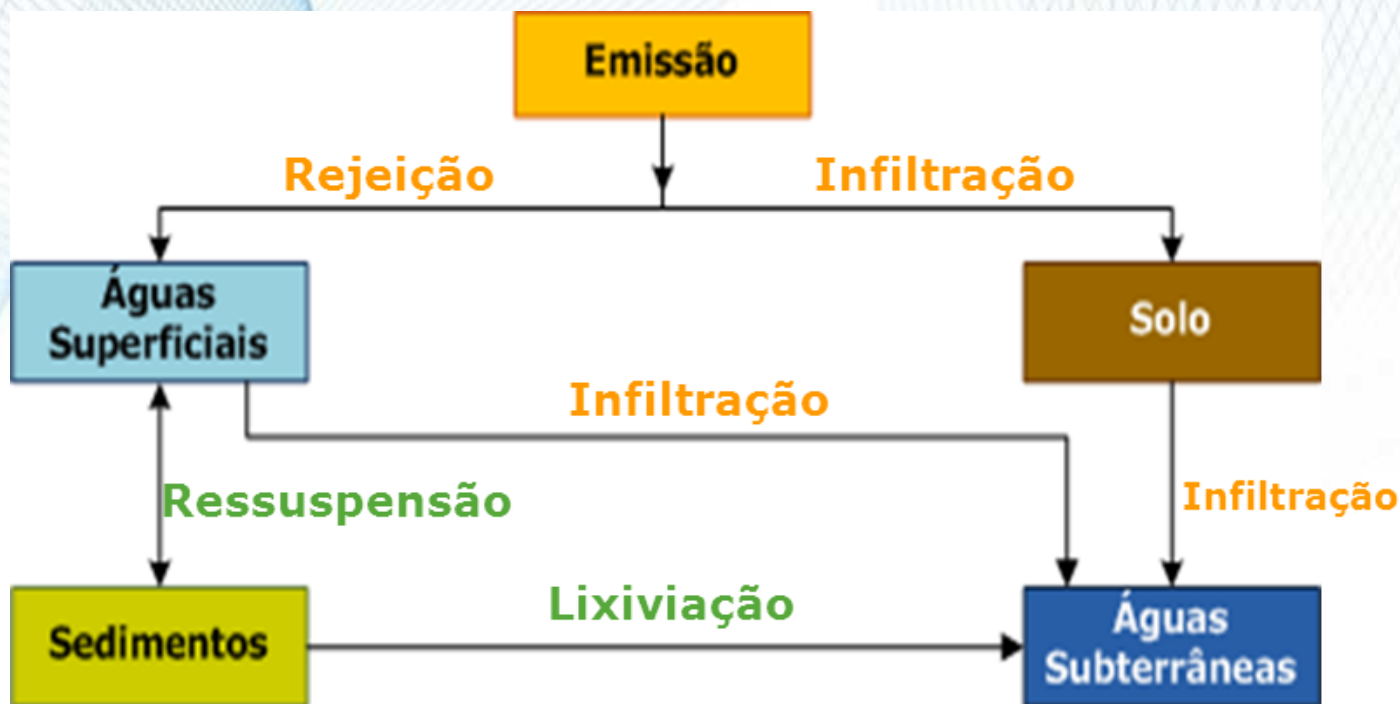 Emissão
Rejeição
Infiltração
Águas
Superficiais
Solo
Infiltração
Ressuspensão
Infiltração
Lixiviação
Sedimentos
Águas
Subterrâneas